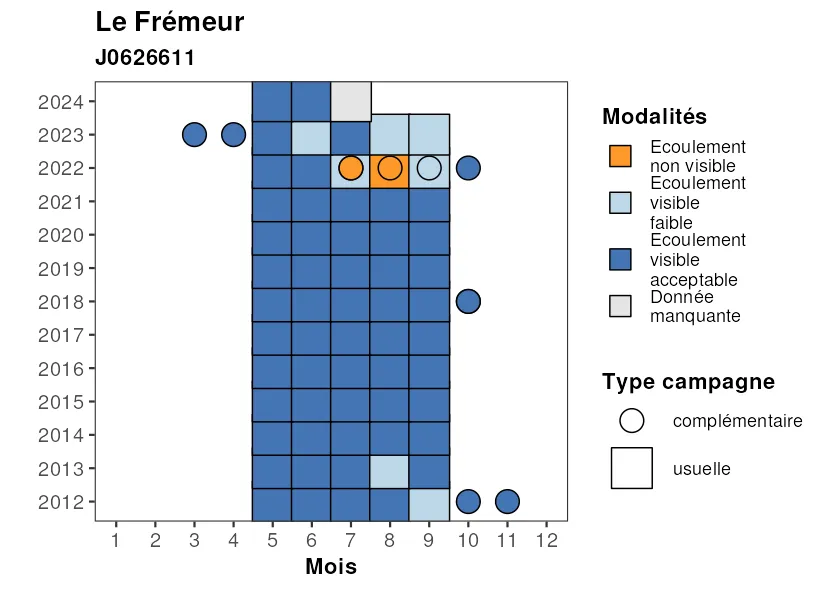 Le Frémeur
J0626611
2024
2023
2022
2021
2020
2019
2018
2017
2016
2015
2014
2013
2012
1 2 3 4 5 6 7 8 9 10 11 12
Mois
Modalités
Ecoulement
non visible
Ecoulement
visible
faible
Ecoulement
visible
acceptable
Donnée
manquante
Type campagne
complémentaire
usuelle